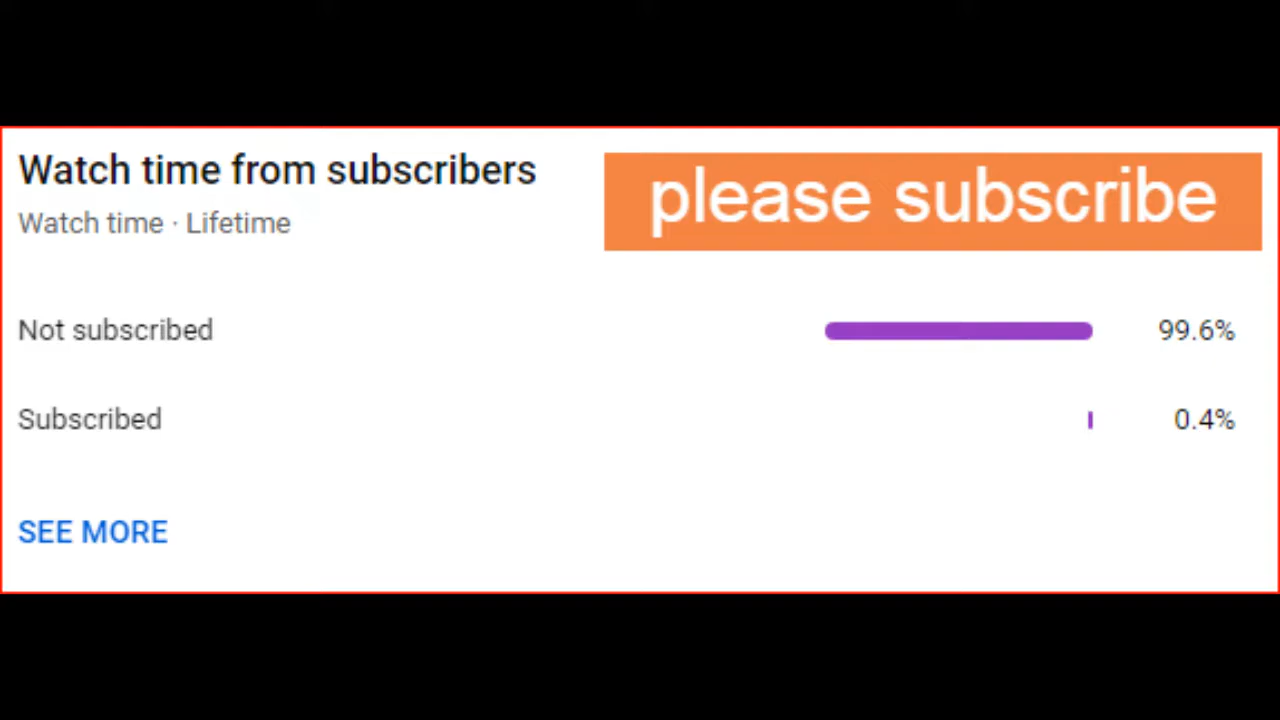 Watch time from subscribers
please subscribe
Watch time · Lifetime
Not subscribed 99.6%
Subscribed 0.4%
SEE MORE